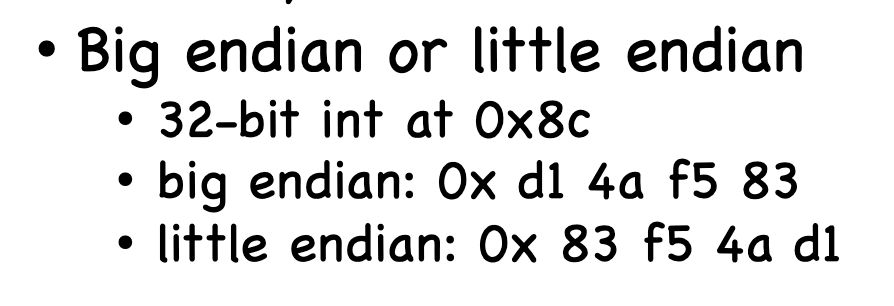 • Big endian or little endian
• 32-bit int at 0x8c
• big endian: 0x d1 4a f5 83
• little endian: 0x 83 f5 4a d1